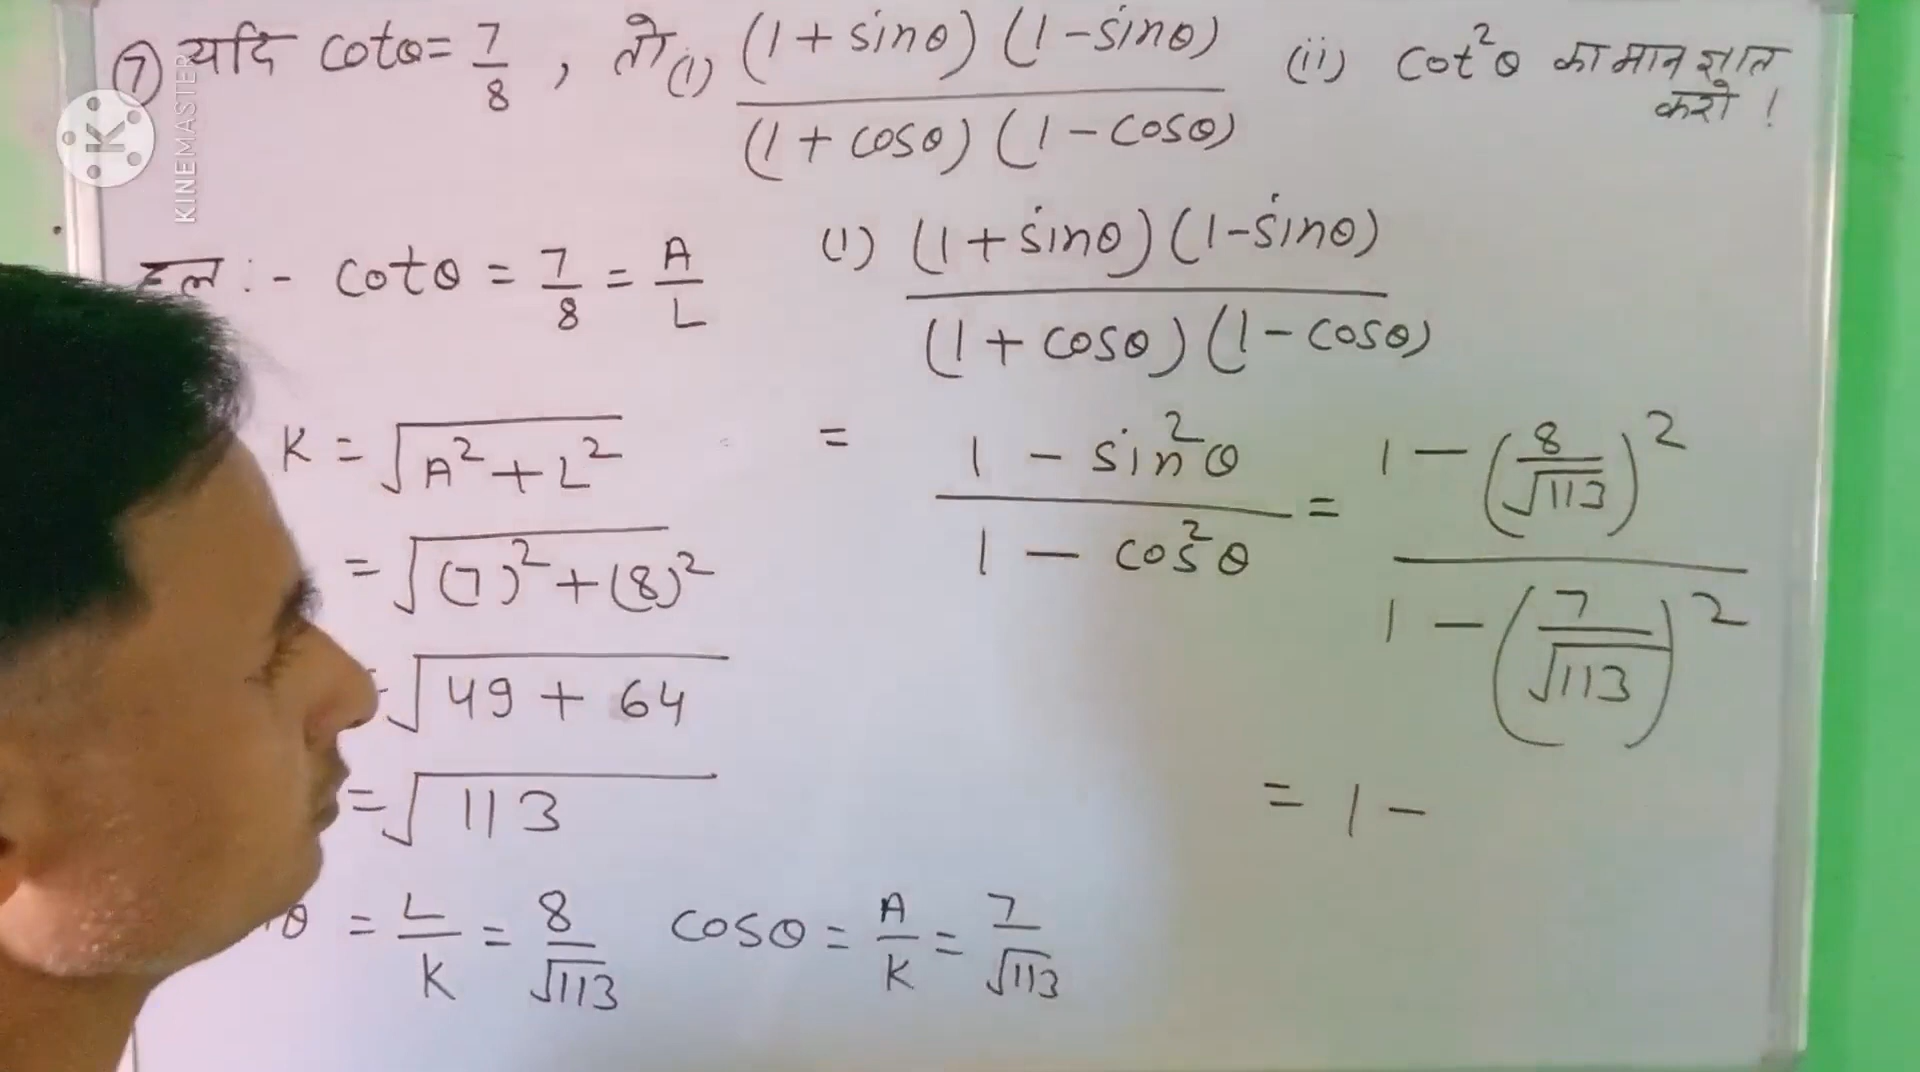 ⑦ यदि cotθ = 7/8 , तो (i) (1 + sinθ) (1 - sinθ) / (1 + cosθ) (1 - cosθ) (ii) cot²θ का मान ज्ञात
करो !
KINEMASTER
हल :- cotθ = 7/8 = A/L
K = √A² + L²
= √(7)² + (8)²
= √49 + 64
= √113
θ = L/K = 8/√113 cosθ = A/K = 7/√113
(i) (1 + sinθ) (1 - sinθ) / (1 + cosθ) (1 - cosθ)
= 1 - sin²θ / 1 - cos²θ = 1 - (8/√113)² / 1 - (7/√113)²
= 1 -